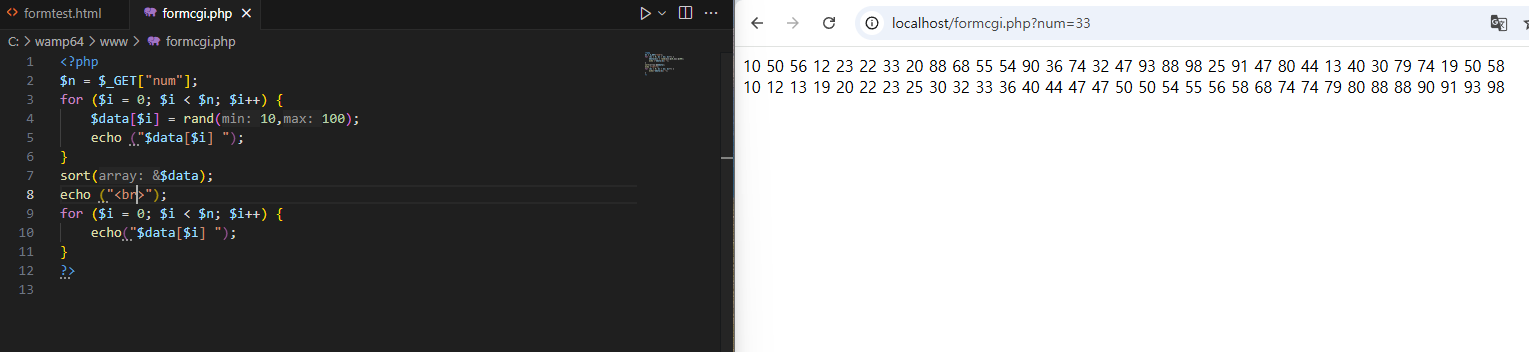 formtest.html
formcgi.php
C: > wamp64 > www > formcgi.php
1 <?php
2 $n = $_GET["num"];
3 for ($i = 0; $i < $n; $i++) {
4 $data[$i] = rand(min: 10,max: 100);
5 echo ("$data[$i] ");
6 }
7 sort(array: &$data);
8 echo ("<br>");
9 for ($i = 0; $i < $n; $i++) {
10 echo("$data[$i] ");
11 }
12 ?>
13
localhost/formcgi.php?num=33
10 50 56 12 23 22 33 20 88 68 55 54 90 36 74 32 47 93 88 98 25 91 47 80 44 13 40 30 79 74 19 50 58
10 12 13 19 20 22 23 25 30 32 33 36 40 44 47 47 50 50 54 55 56 58 68 74 74 79 80 88 88 90 91 93 98